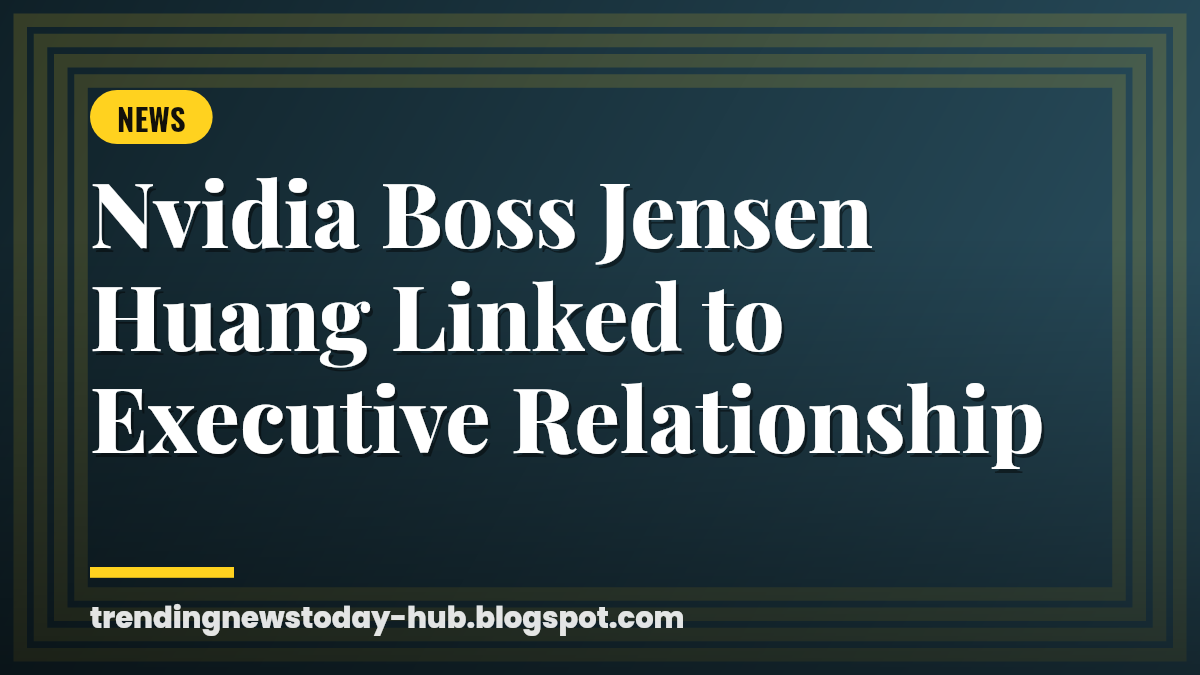 NEWS
Nvidia Boss Jensen
Huang Linked to
Executive Relationship
trendingnewstoday-hub.blogspot.com